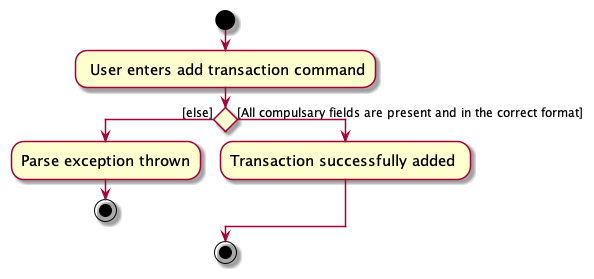 User enters add transaction command
[else]
[All compulsary fields are present and in the correct format]
Parse exception thrown
Transaction successfully added